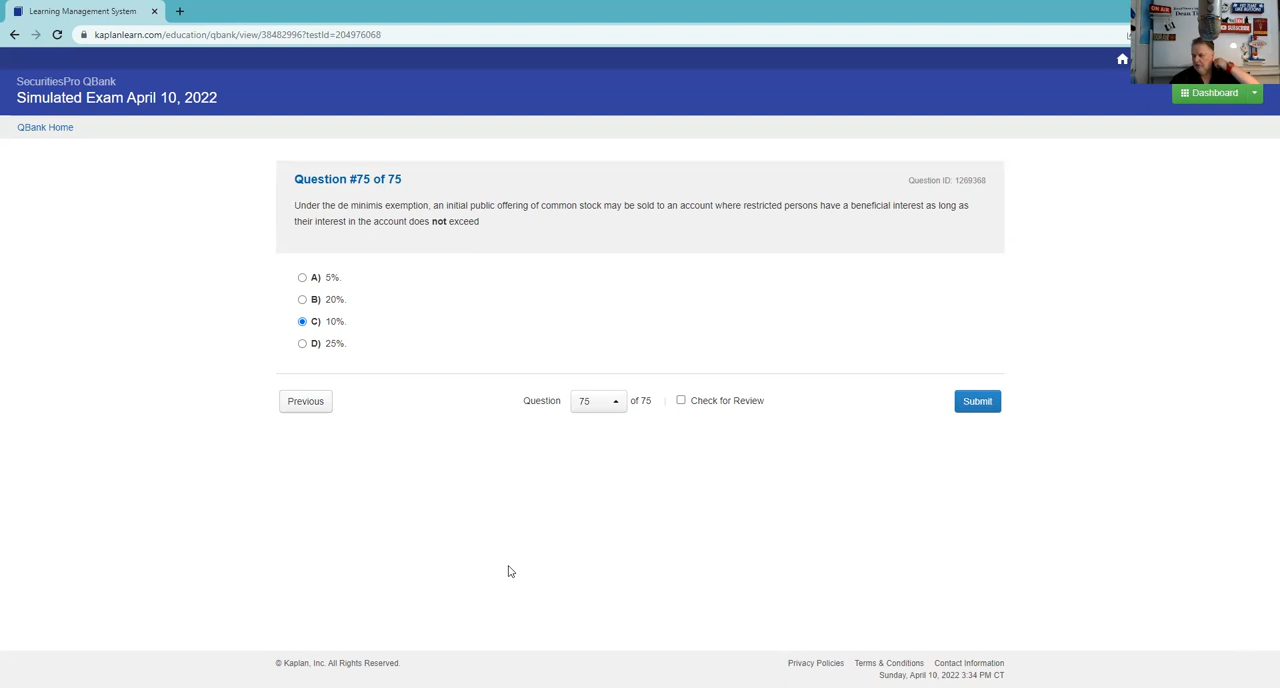 Learning Management System
kaplanlearn.com/education/qbank/view/38482996?testId=204976068
SecuritiesPro QBank
Simulated Exam April 10, 2022
Dashboard
QBank Home
Question #75 of 75
Question ID: 1269368
Under the de minimis exemption, an initial public offering of common stock may be sold to an account where restricted persons have a beneficial interest as long as
their interest in the account does not exceed
A) 5%.
B) 20%.
C) 10%.
D) 25%.
Previous
Question 75 of 75 | Check for Review
Submit
© Kaplan, Inc. All Rights Reserved.
Privacy Policies Terms & Conditions Contact Information
Sunday, April 10, 2022 3:34 PM CT
ON AIR
SUBSCRIBE